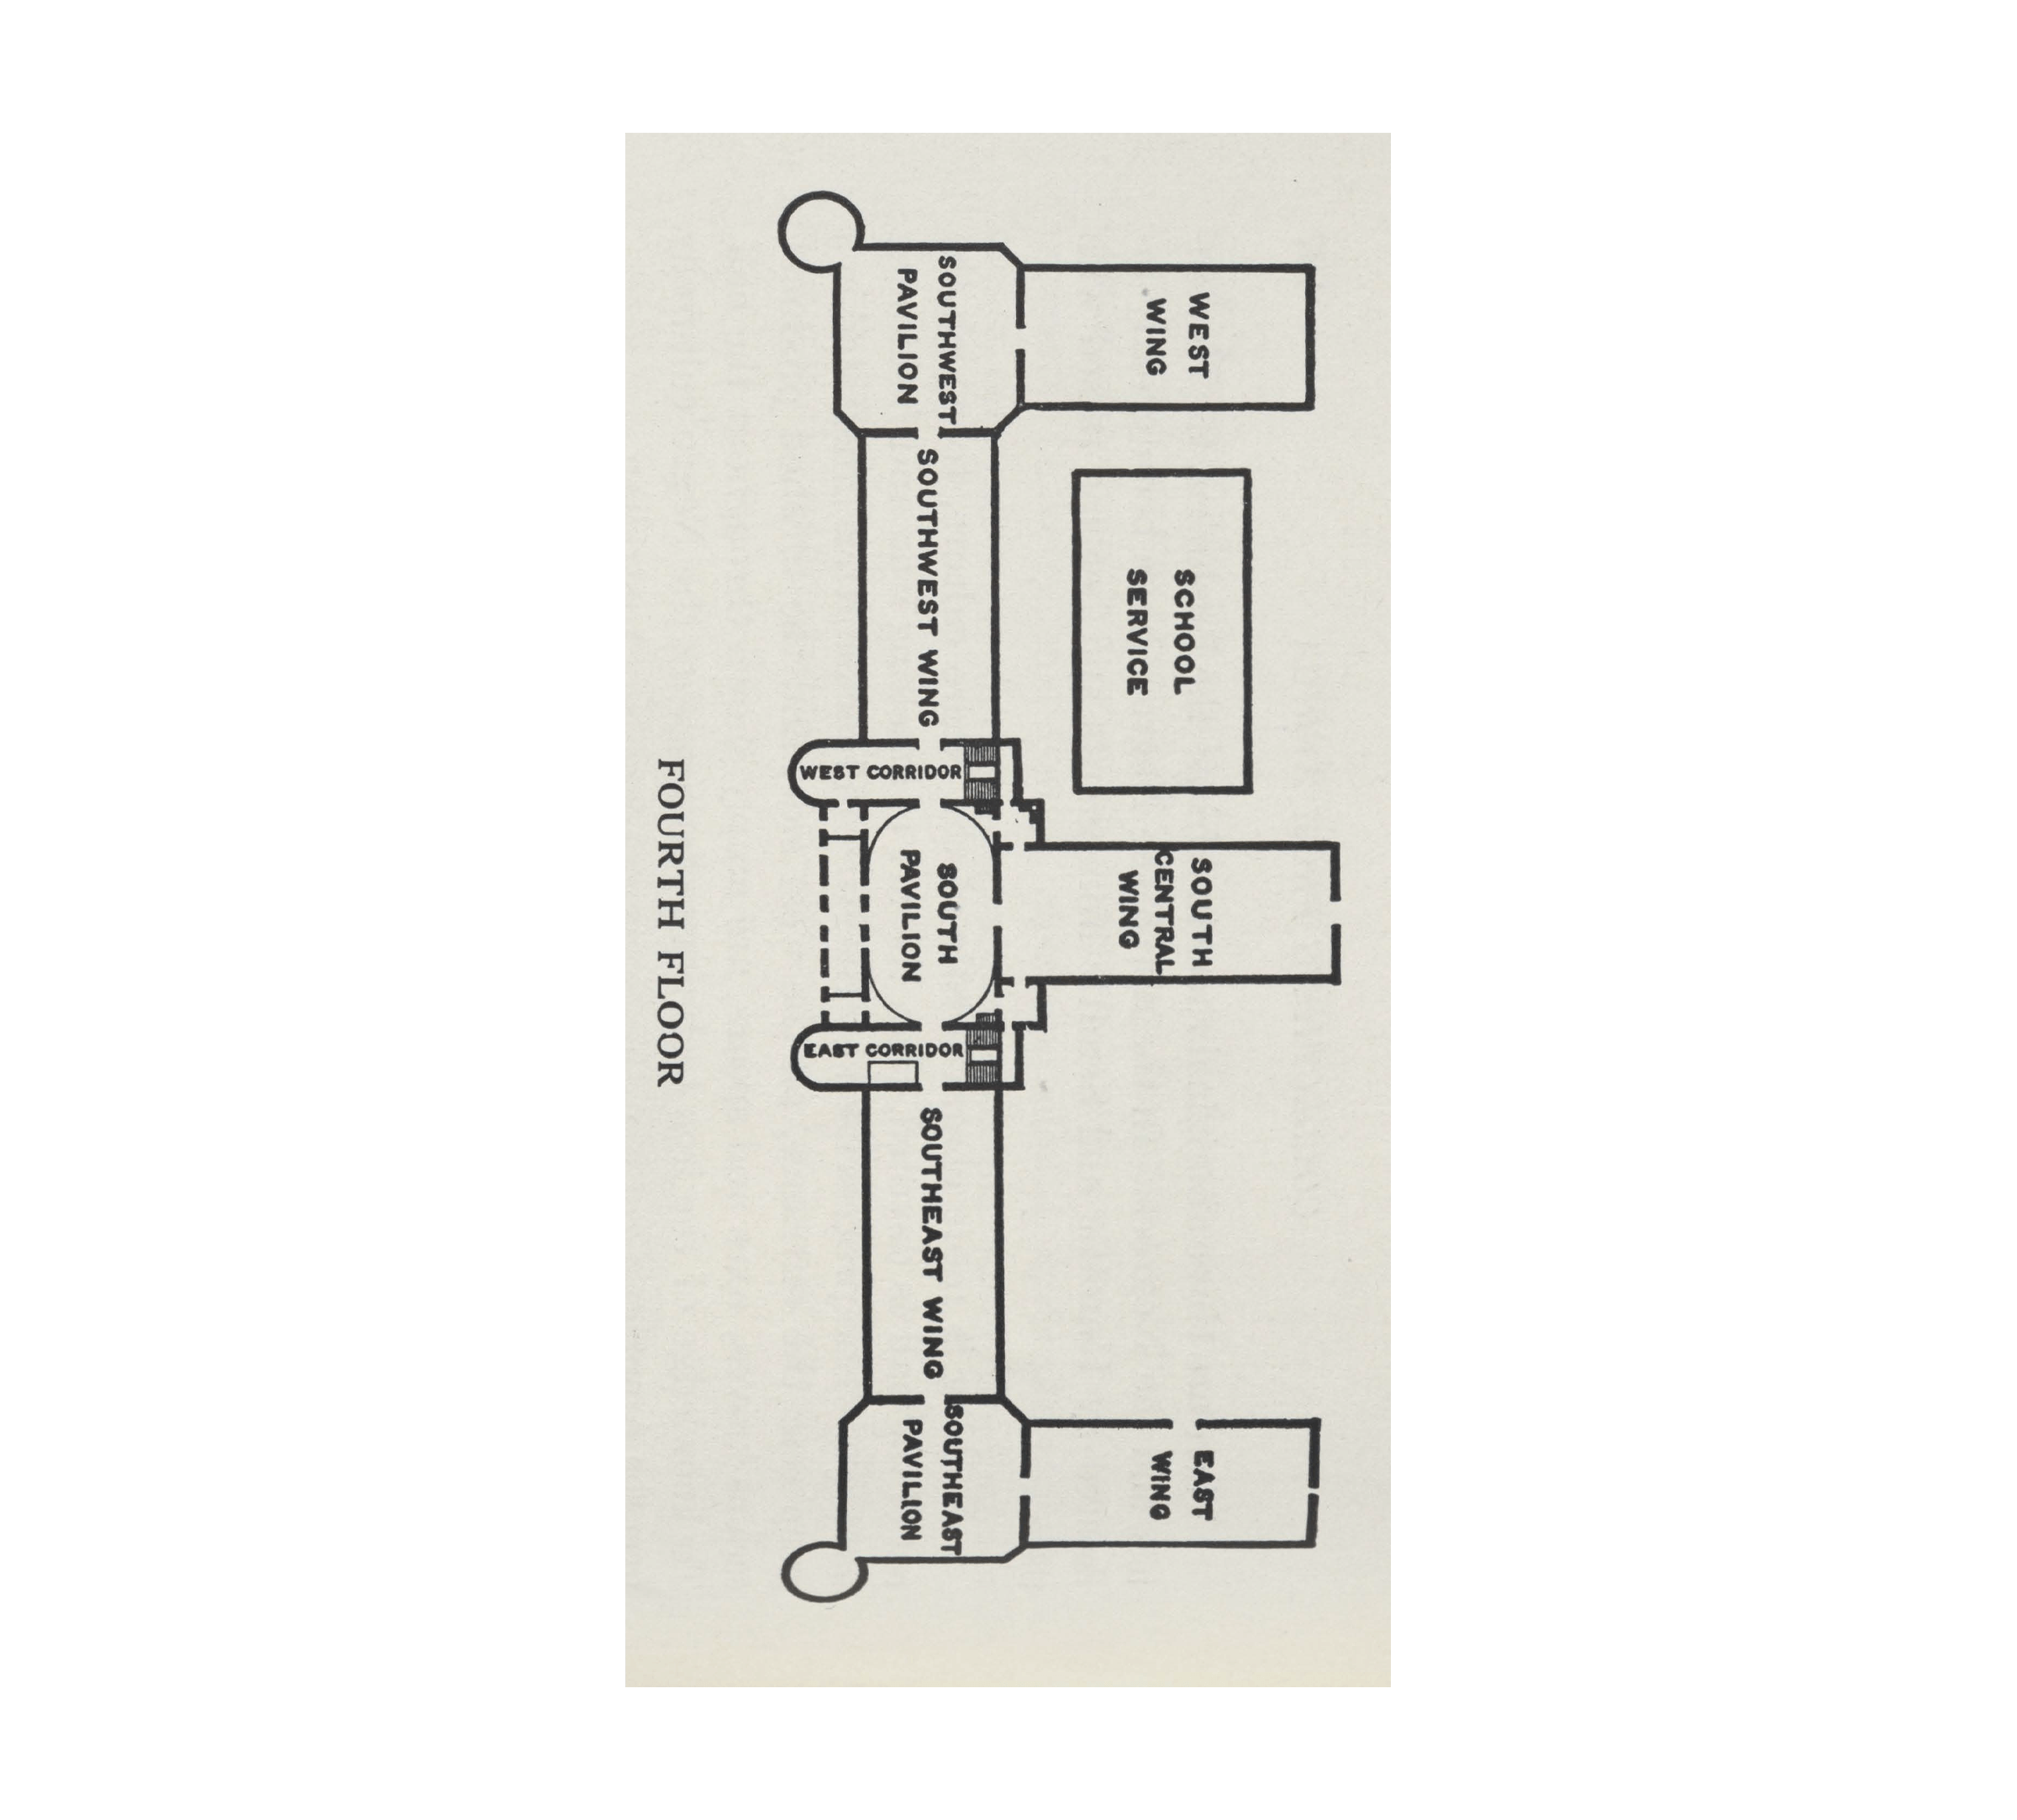 WEST
WING
SCHOOL
SERVICE
SOUTH
CENTRAL
WING
EAST
WING
SOUTHWEST
PAVILION
SOUTHWEST WING
WEST CORRIDOR
SOUTH
PAVILION
EAST CORRIDOR
SOUTHEAST WING
SOUTHEAST
PAVILION
FOURTH FLOOR